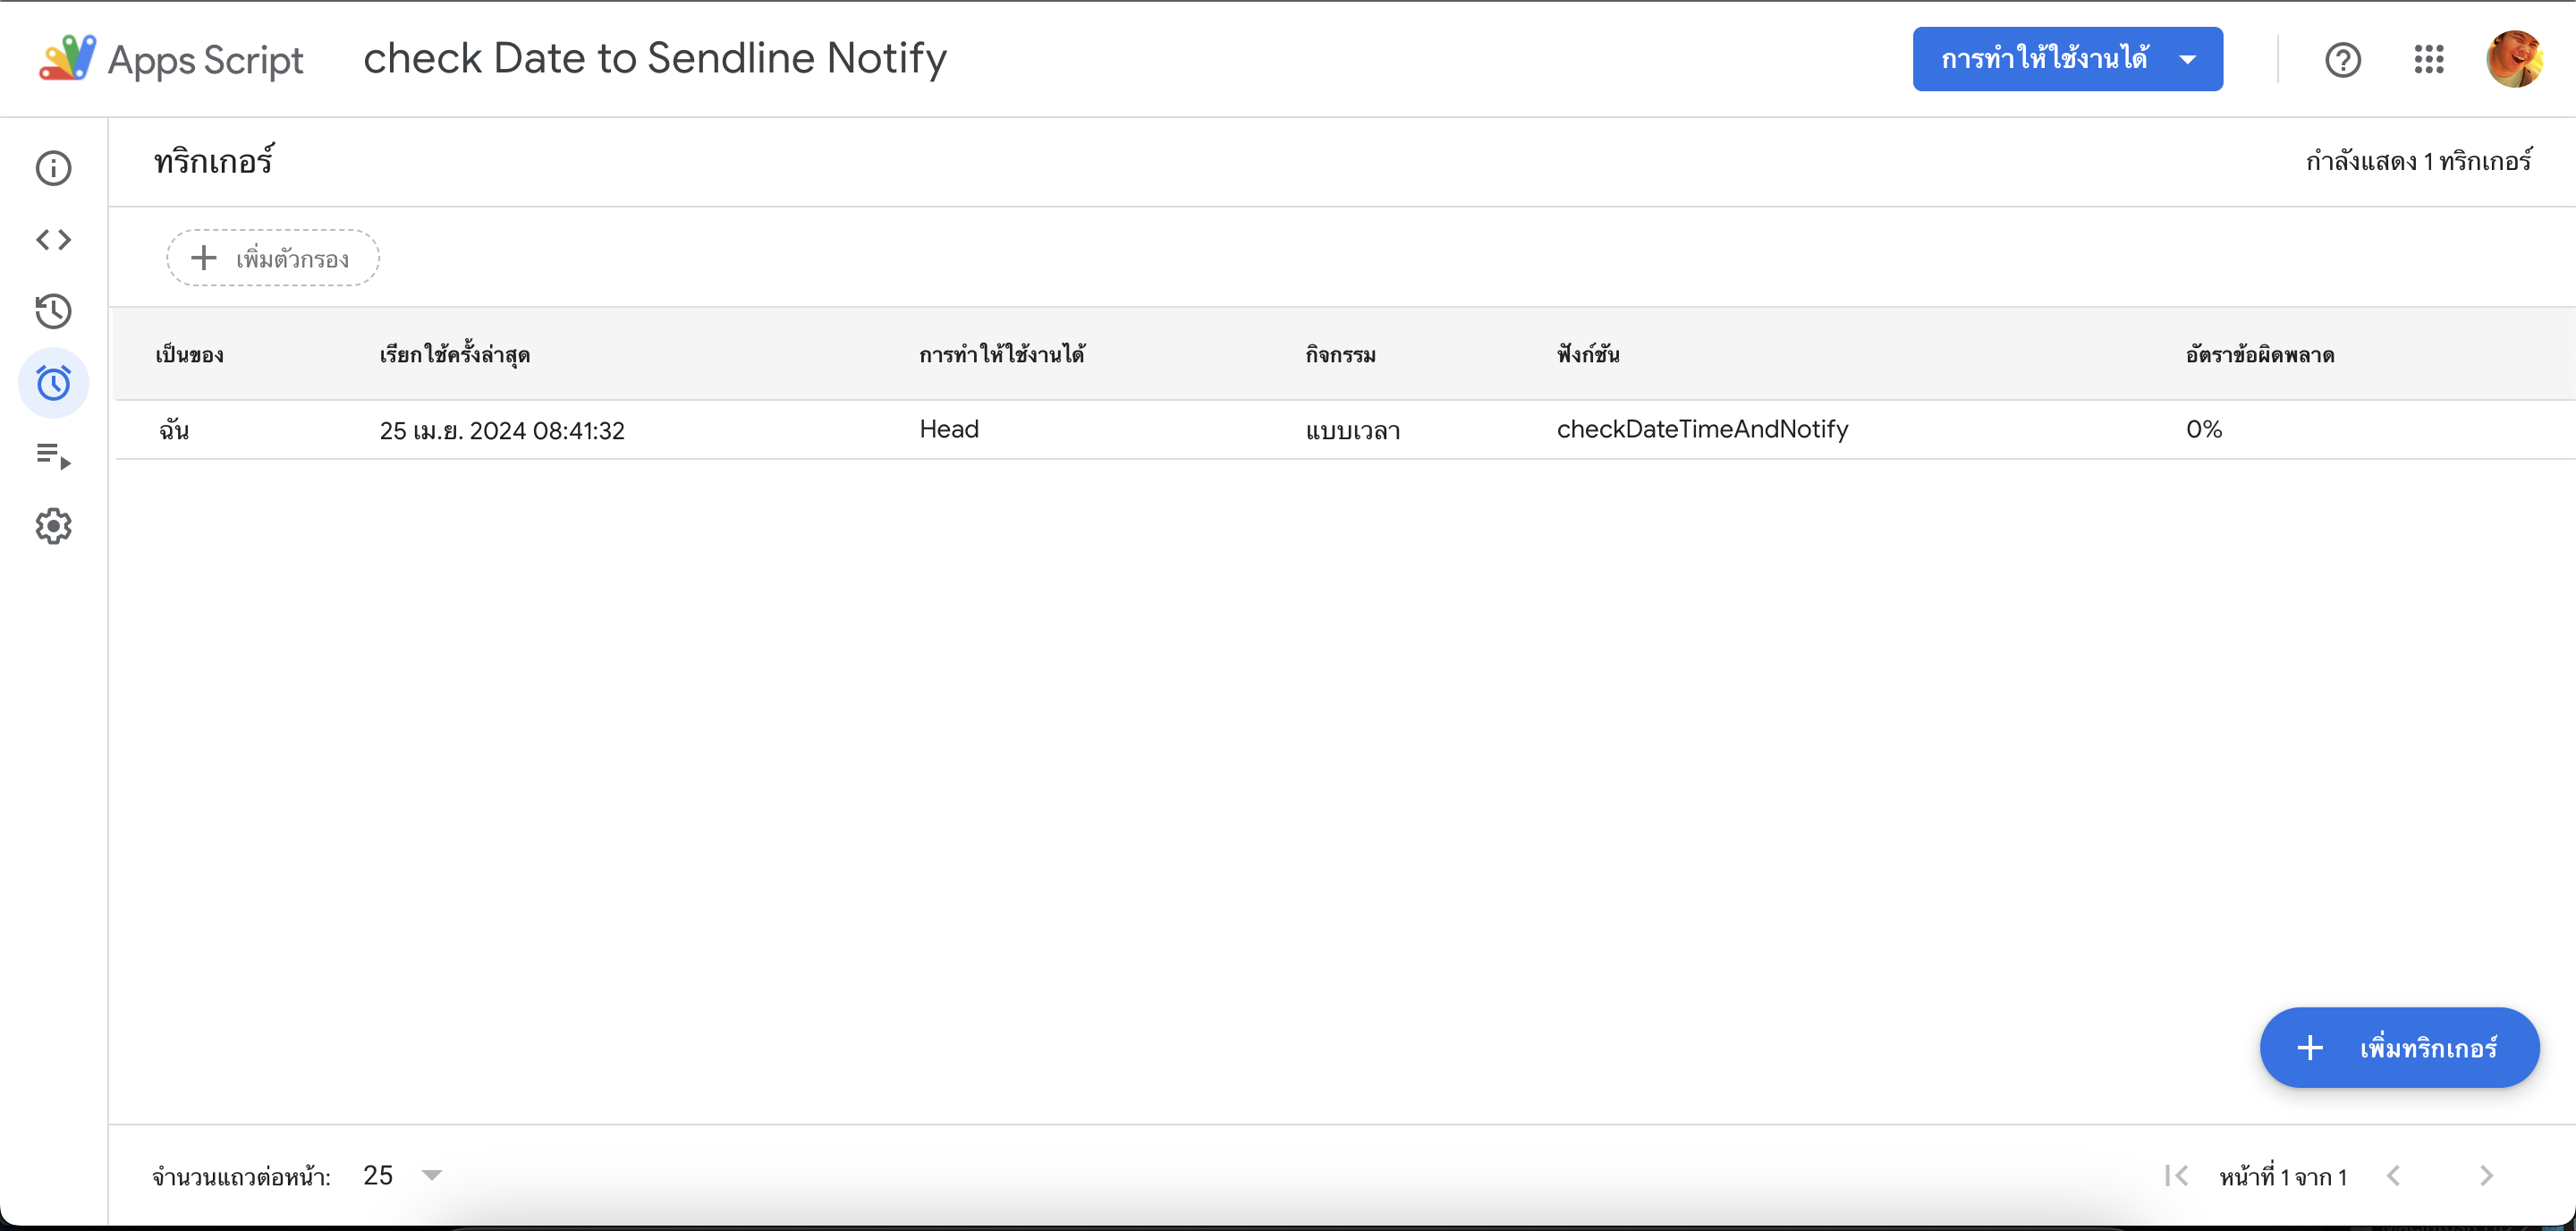 Apps Script
check Date to Sendline Notify
การทำให้ใช้งานได้
ทริกเกอร์
กำลังแสดง 1 ทริกเกอร์
เพิ่มตัวกรอง
เป็นของ เรียกใช้ครั้งล่าสุด การทำให้ใช้งานได้ กิจกรรม ฟังก์ชัน อัตราข้อผิดพลาด
ฉัน 25 เม.ย. 2024 08:41:32 Head แบบเวลา checkDateTimeAndNotify 0%
เพิ่มทริกเกอร์
จำนวนแถวต่อหน้า: 25
หน้าที่ 1 จาก 1